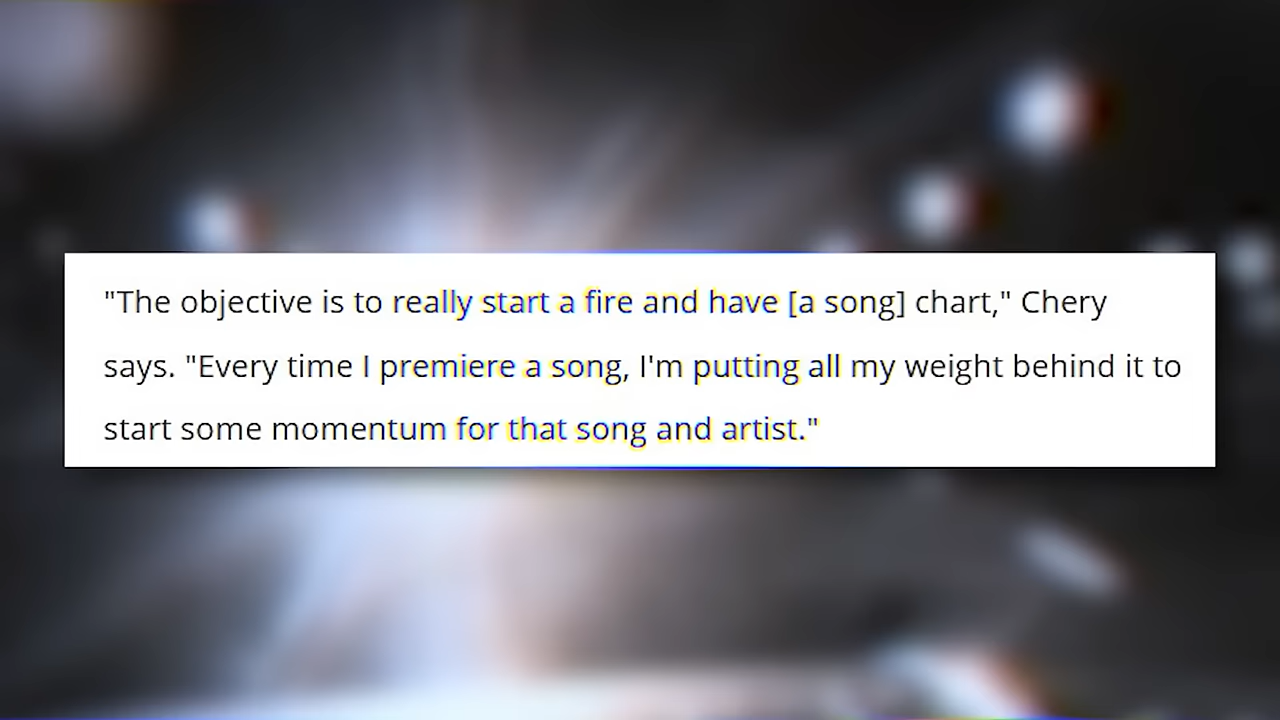 "The objective is to really start a fire and have [a song] chart," Chery
says. "Every time I premiere a song, I'm putting all my weight behind it to
start some momentum for that song and artist."